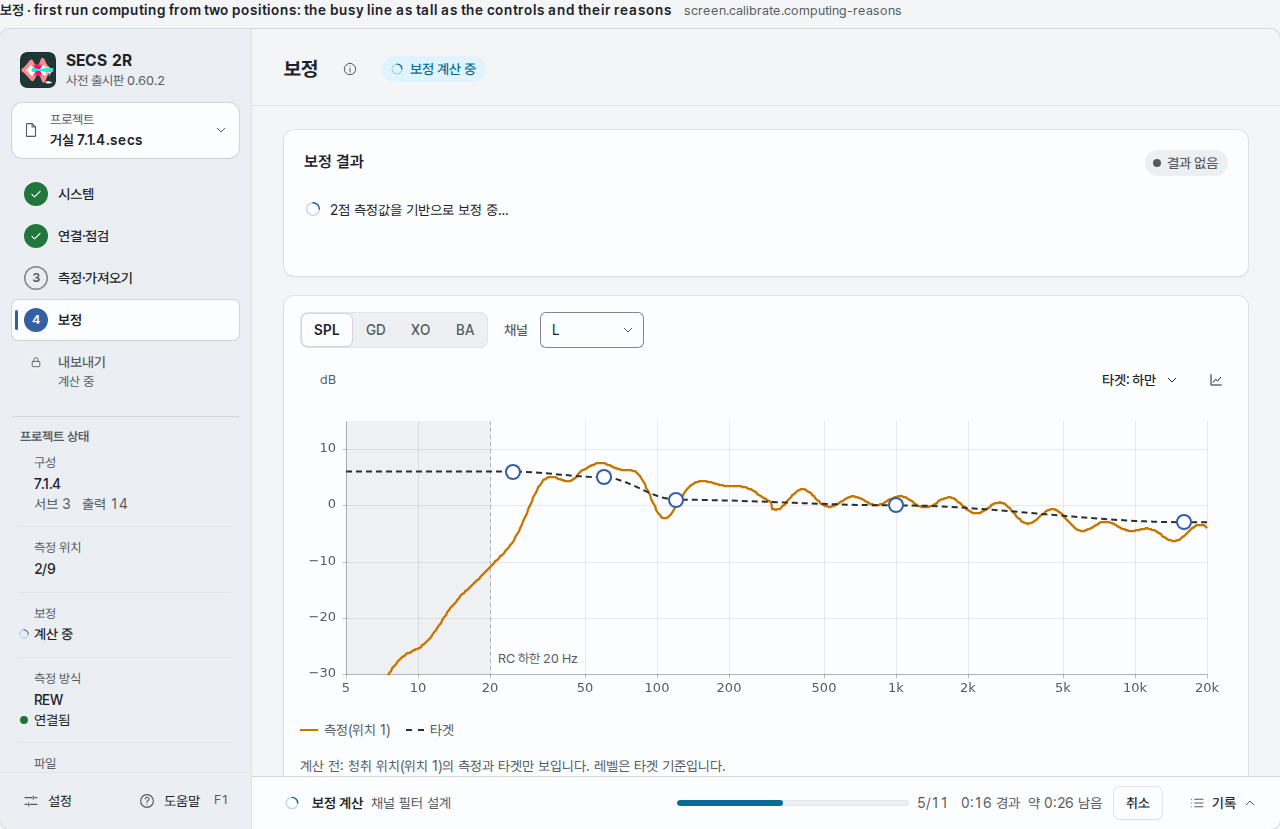 보정 · first run computing from two positions: the busy line as tall as the controls and their reasons screen.calibrate.computing-reasons
SECS 2R
사전 출시판 0.60.2
프로젝트
거실 7.1.4.secs
시스템
연결·점검
3 측정·가져오기
4 보정
내보내기
계산 중
프로젝트 상태
구성
7.1.4
서브 3 출력 14
측정 위치
2/9
보정
계산 중
측정 방식
REW
연결됨
파일
설정
도움말 F1
보정
보정 계산 중
보정 결과
결과 없음
2점 측정값을 기반으로 보정 중...
SPL GD XO BA 채널 L
dB
타겟: 하만
10
0
−10
−20
−30
RC 하한 20 Hz
5 10 20 50 100 200 500 1k 2k 5k 10k 20k
측정(위치 1) 타겟
계산 전: 청취 위치(위치 1)의 측정과 타겟만 보입니다. 레벨은 타겟 기준입니다.
보정 계산 채널 필터 설계
5/11 0:16 경과 약 0:26 남음
취소
기록